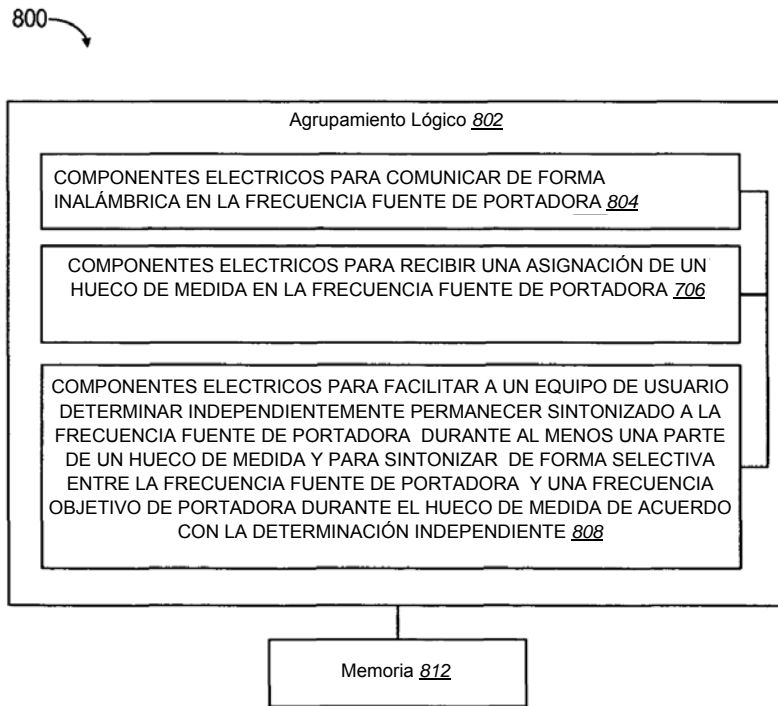 800
Agrupamiento Lógico 802
COMPONENTES ELECTRICOS PARA COMUNICAR DE FORMA
INALÁMBRICA EN LA FRECUENCIA FUENTE DE PORTADORA 804
COMPONENTES ELECTRICOS PARA RECIBIR UNA ASIGNACIÓN DE UN
HUECO DE MEDIDA EN LA FRECUENCIA FUENTE DE PORTADORA 706
COMPONENTES ELECTRICOS PARA FACILITAR A UN EQUIPO DE USUARIO
DETERMINAR INDEPENDIENTEMENTE PERMANECER SINTONIZADO A LA
FRECUENCIA FUENTE DE PORTADORA DURANTE AL MENOS UNA PARTE
DE UN HUECO DE MEDIDA Y PARA SINTONIZAR DE FORMA SELECTIVA
ENTRE LA FRECUENCIA FUENTE DE PORTADORA Y UNA FRECUENCIA
OBJETIVO DE PORTADORA DURANTE EL HUECO DE MEDIDA DE ACUERDO
CON LA DETERMINACIÓN INDEPENDIENTE 808
Memoria 812